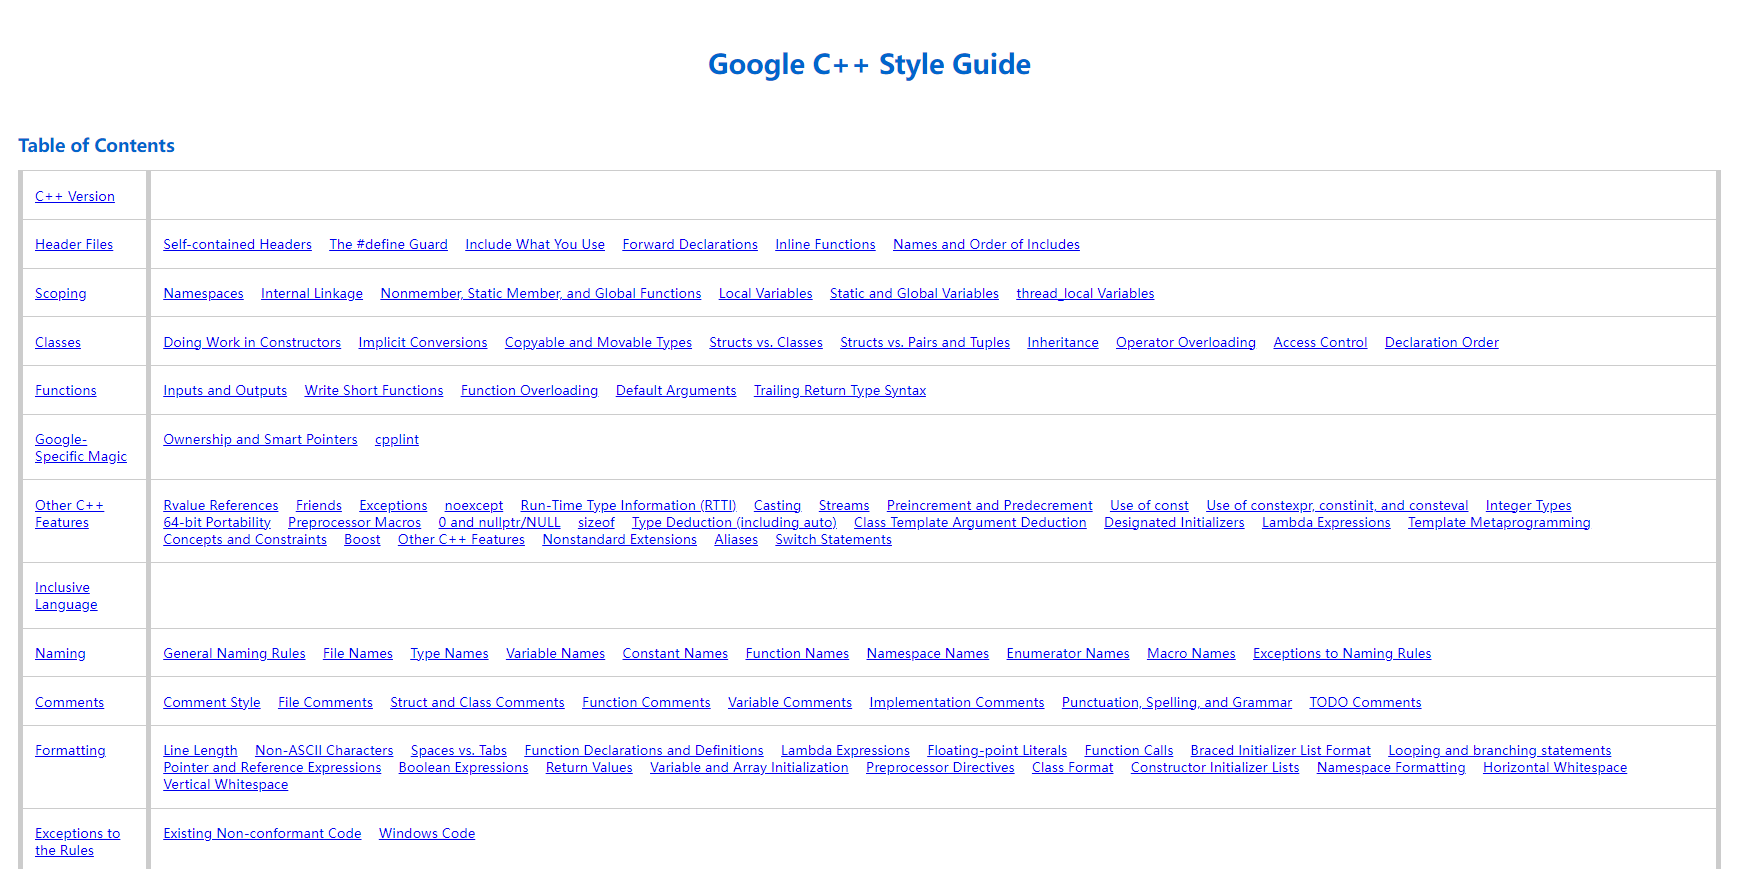 Google C++ Style Guide
Table of Contents
C++ Version
Header Files
Self-contained Headers The #define Guard Include What You Use Forward Declarations Inline Functions Names and Order of Includes
Scoping
Namespaces Internal Linkage Nonmember, Static Member, and Global Functions Local Variables Static and Global Variables thread_local Variables
Classes
Doing Work in Constructors Implicit Conversions Copyable and Movable Types Structs vs. Classes Structs vs. Pairs and Tuples Inheritance Operator Overloading Access Control Declaration Order
Functions
Inputs and Outputs Write Short Functions Function Overloading Default Arguments Trailing Return Type Syntax
Google-
Specific Magic
Ownership and Smart Pointers cpplint
Other C++
Features
Rvalue References Friends Exceptions noexcept Run-Time Type Information (RTTI) Casting Streams Preincrement and Predecrement Use of const Use of constexpr, constinit, and consteval Integer Types
64-bit Portability Preprocessor Macros 0 and nullptr/NULL sizeof Type Deduction (including auto) Class Template Argument Deduction Designated Initializers Lambda Expressions Template Metaprogramming
Concepts and Constraints Boost Other C++ Features Nonstandard Extensions Aliases Switch Statements
Inclusive
Language
Naming
General Naming Rules File Names Type Names Variable Names Constant Names Function Names Namespace Names Enumerator Names Macro Names Exceptions to Naming Rules
Comments
Comment Style File Comments Struct and Class Comments Function Comments Variable Comments Implementation Comments Punctuation, Spelling, and Grammar TODO Comments
Formatting
Line Length Non-ASCII Characters Spaces vs. Tabs Function Declarations and Definitions Lambda Expressions Floating-point Literals Function Calls Braced Initializer List Format Looping and branching statements
Pointer and Reference Expressions Boolean Expressions Return Values Variable and Array Initialization Preprocessor Directives Class Format Constructor Initializer Lists Namespace Formatting Horizontal Whitespace
Vertical Whitespace
Exceptions to
the Rules
Existing Non-conformant Code Windows Code